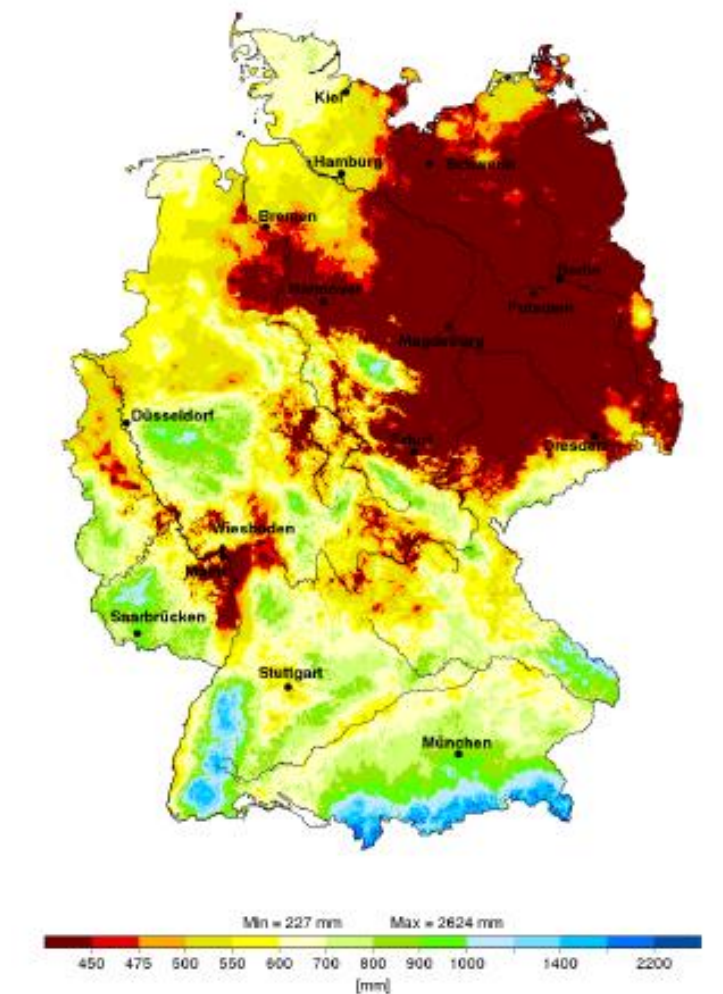 Kiel
Hamburg
Schwerin
Bremen
Berlin
Hannover
Potsdam
Magdeburg
Düsseldorf
Erfurt
Dresden
Wiesbaden
Mainz
Saarbrücken
Stuttgart
München
Min = 227 mm Max = 2624 mm
450 475 500 550 600 700 800 900 1000 1400 2200
[mm]